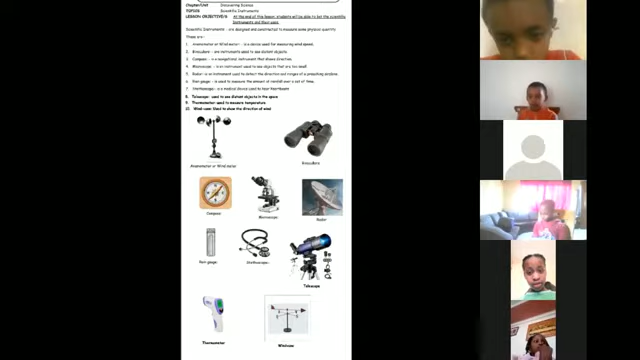 Chapter/Unit Discovering Science
TOPICS Scientific Instruments
LESSON OBJECTIVE/S At the end of this lesson, students will be able to list the scientific
instruments and their uses.
Scientific Instruments - are designed and constructed to measure some physical quantity.
These are:-
1. Anemometer or Wind meter - is a device used for measuring wind speed.
2. Binoculars - are instruments used to see distant objects.
3. Compass - is a navigational instrument that shows direction.
4. Microscope - is an instrument used to see objects that are too small.
5. Radar - is an instrument used to detect the direction and ranges of a
6. Rain gauge - is used to measure the amount of rainfall over a set of time.
7. Stethoscope - is a medical device used to hear heartbeats
8. Telescope- used to see distant objects in the space
9. Thermometer- used to measure temperature.
10. Wind vane- Used to show the direction of wind
Anemometer or Wind meter
Binoculars
Compass
Microscope
Radar
Rain gauge
Stethoscope
Telescope
Thermometer
Windvane